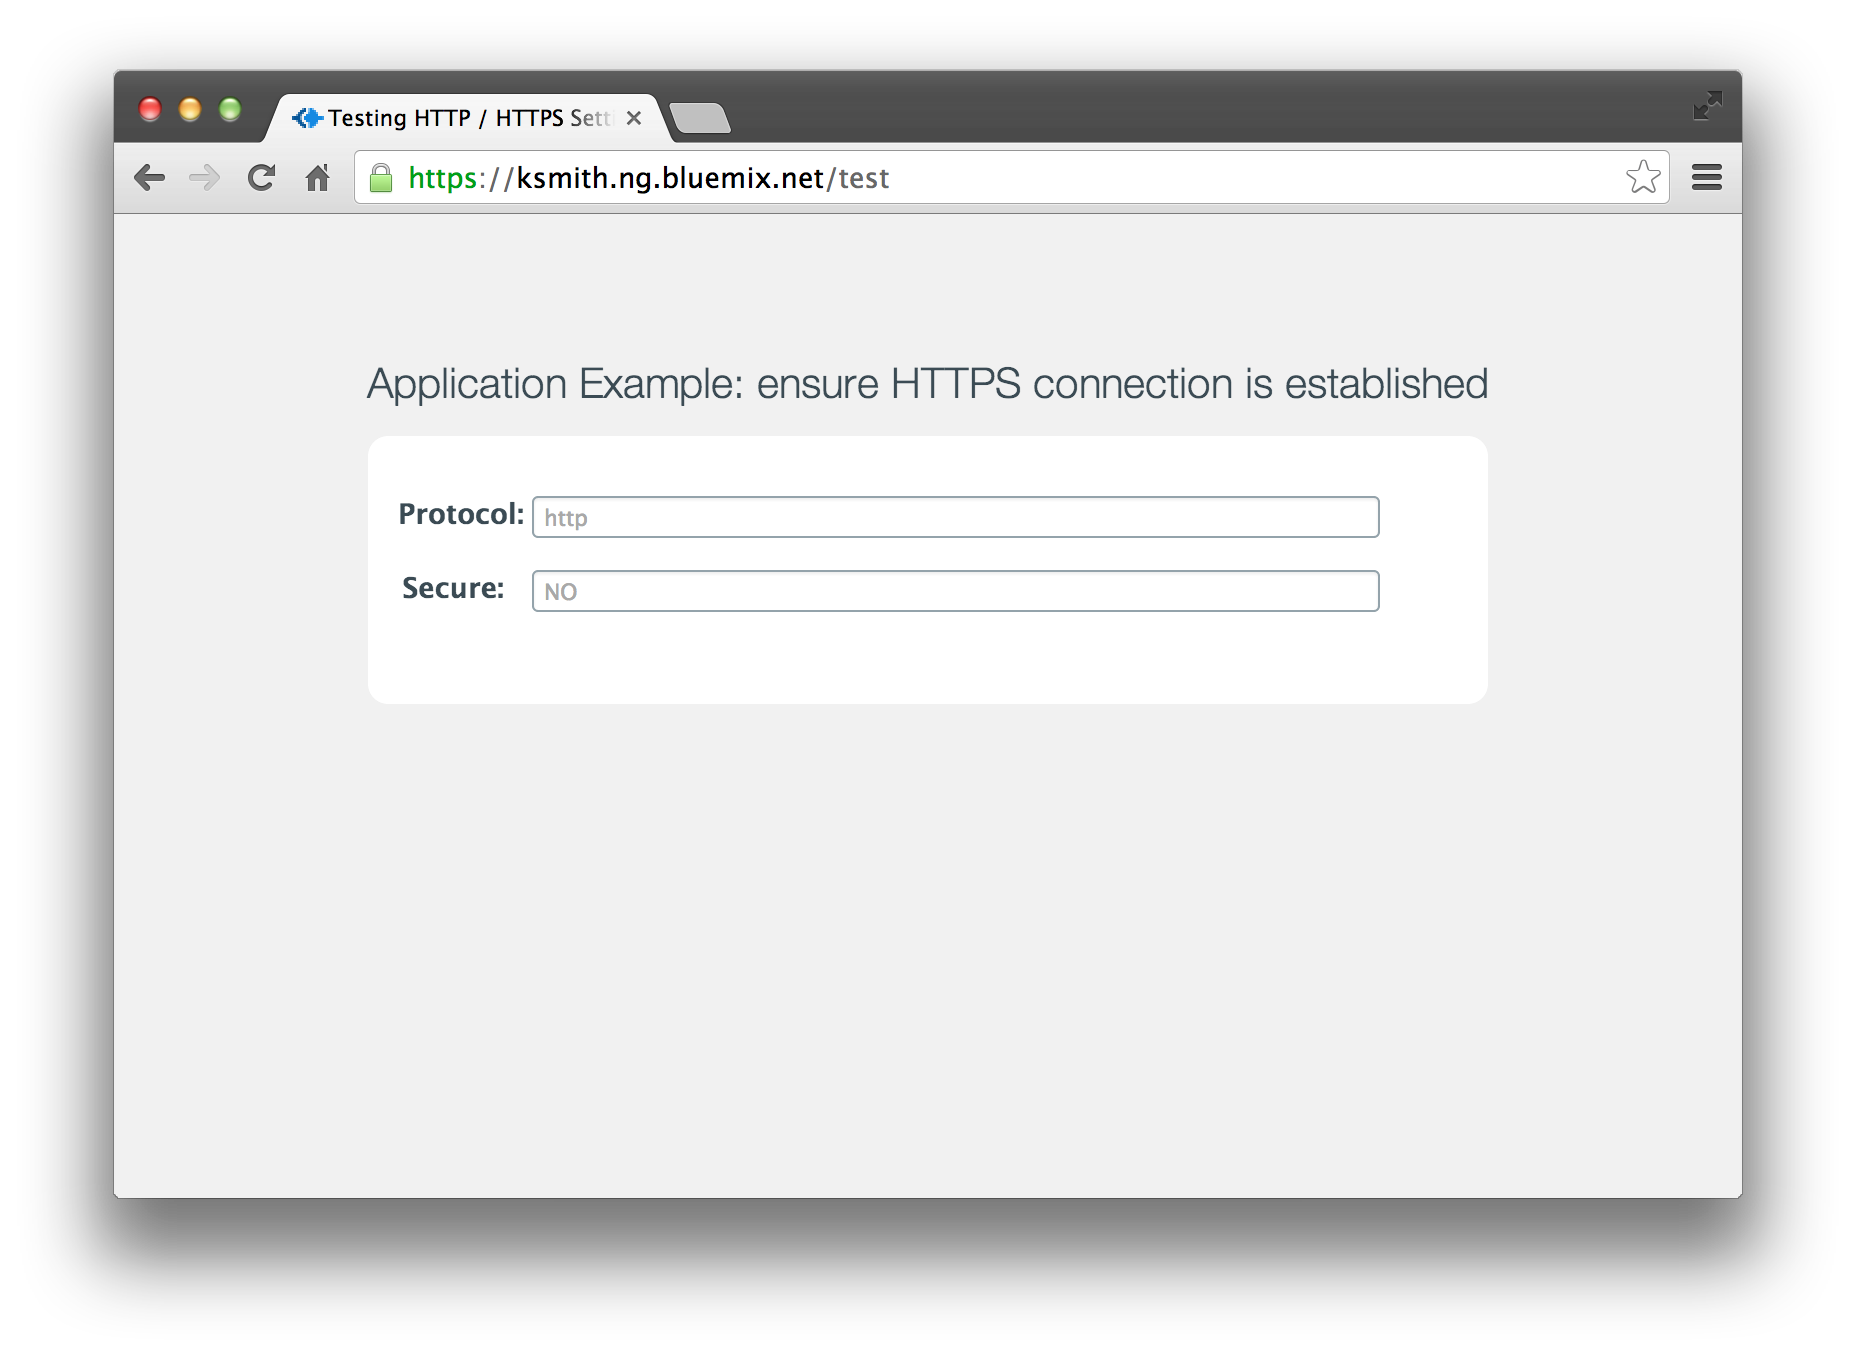 Testing HTTP / HTTPS Sett
https://ksmith.ng.bluemix.net/test
Application Example: ensure HTTPS connection is established
Protocol: http
Secure: NO